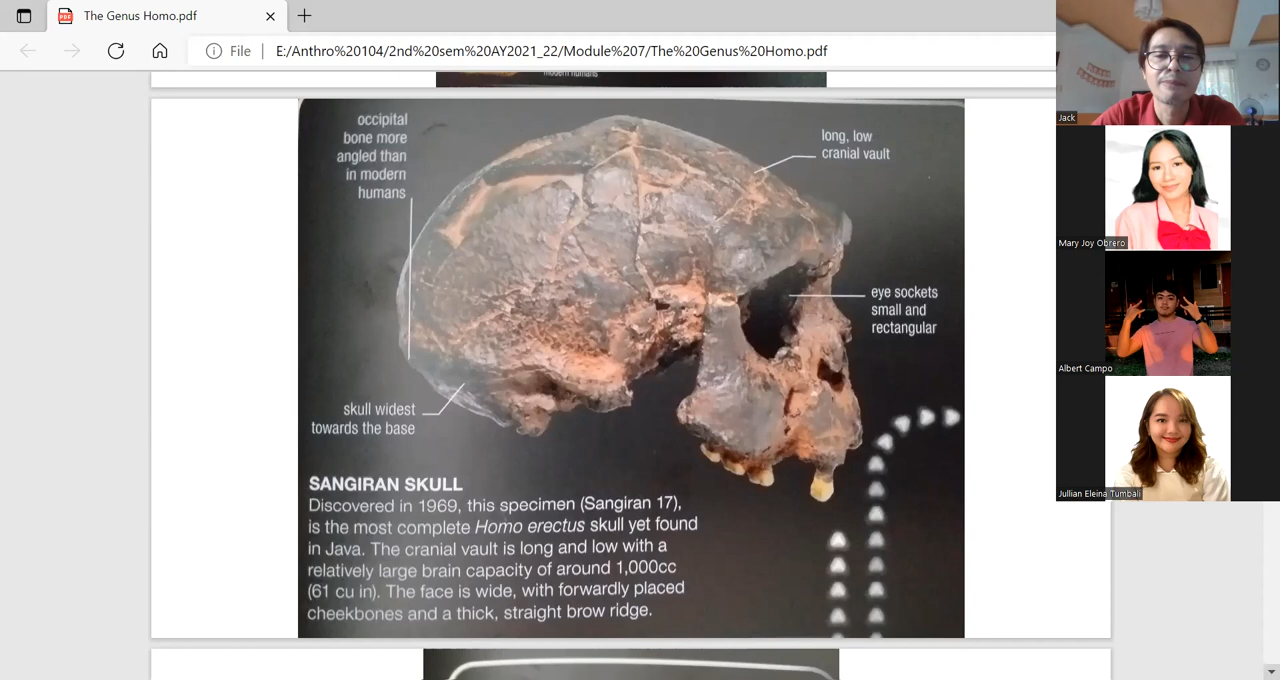 The Genus Homo.pdf
File
E:/Anthro%20104/2nd%20sem%20AY2021_22/Module%207/The%20Genus%20Homo.pdf
modern humans
occipital
bone more
angled than
in modern
humans
long, low
cranial vault
eye sockets
small and
rectangular
skull widest
towards the base
SANGIRAN SKULL
Discovered in 1969, this specimen (Sangiran 17),
is the most complete Homo erectus skull yet found
in Java. The cranial vault is long and low with a
relatively large brain capacity of around 1,000cc
(61 cu in). The face is wide, with forwardly placed
cheekbones and a thick, straight brow ridge.
Jack
Mary Joy Obrero
Albert Campo
Jullian Eleina Tumbali